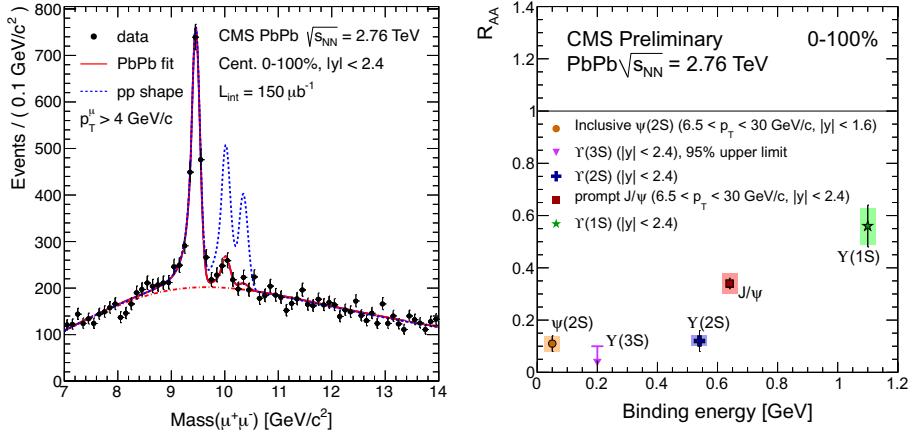 800
700
600
500
400
300
200
100
0
7 8 9 10 11 12 13 14
Events / ( 0.1 GeV/c² )
Mass(μ⁺μ⁻) [GeV/c²]
data
PbPb fit
pp shape
p_T^μ > 4 GeV/c
CMS PbPb √s_NN = 2.76 TeV
Cent. 0-100%, |y| < 2.4
L_int = 150 μb⁻¹
R_AA
1.4
1.2
1
0.8
0.6
0.4
0.2
0
0 0.2 0.4 0.6 0.8 1 1.2
Binding energy [GeV]
CMS Preliminary 0-100%
PbPb √s_NN = 2.76 TeV
Inclusive ψ(2S) (6.5 < p_T < 30 GeV/c, |y| < 1.6)
ϒ(3S) (|y| < 2.4), 95% upper limit
ϒ(2S) (|y| < 2.4)
prompt J/ψ (6.5 < p_T < 30 GeV/c, |y| < 2.4)
ϒ(1S) (|y| < 2.4)
ϒ(1S)
J/ψ
ψ(2S)
ϒ(3S)
ϒ(2S)